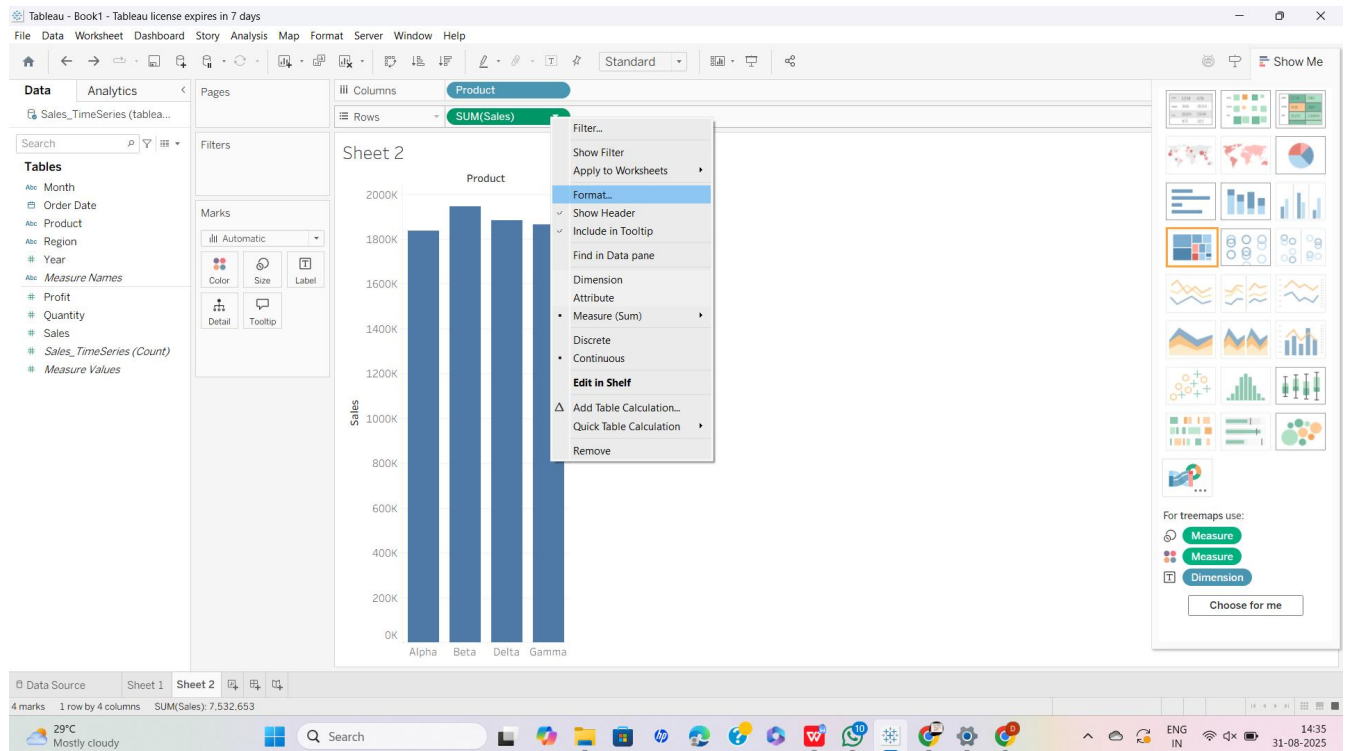 Tableau - Book1 - Tableau license expires in 7 days
File Data Worksheet Dashboard Story Analysis Map Format Server Window Help
Standard
Show Me
Data Analytics
Sales_TimeSeries (tablea...
Search
Tables
Abc Month
Order Date
Abc Product
Abc Region
# Year
Abc Measure Names
# Profit
# Quantity
# Sales
# Sales_TimeSeries (Count)
# Measure Values
Pages
Filters
Marks
Automatic
Color Size Label
Detail Tooltip
Columns Product
Rows SUM(Sales)
Sheet 2
Product
Sales
2000K
1800K
1600K
1400K
1200K
1000K
800K
600K
400K
200K
0K
Alpha Beta Delta Gamma
Filter...
Show Filter
Apply to Worksheets
Format...
Show Header
Include in Tooltip
Find in Data pane
Dimension
Attribute
Measure (Sum)
Discrete
Continuous
Edit in Shelf
Add Table Calculation...
Quick Table Calculation
Remove
For treemaps use:
Measure
Measure
Dimension
Choose for me
Data Source Sheet 1 Sheet 2
4 marks 1 row by 4 columns SUM(Sales): 7,532,653
29°C
Mostly cloudy
Search
hp
W
10
ENG
IN
14:35
31-08-2025